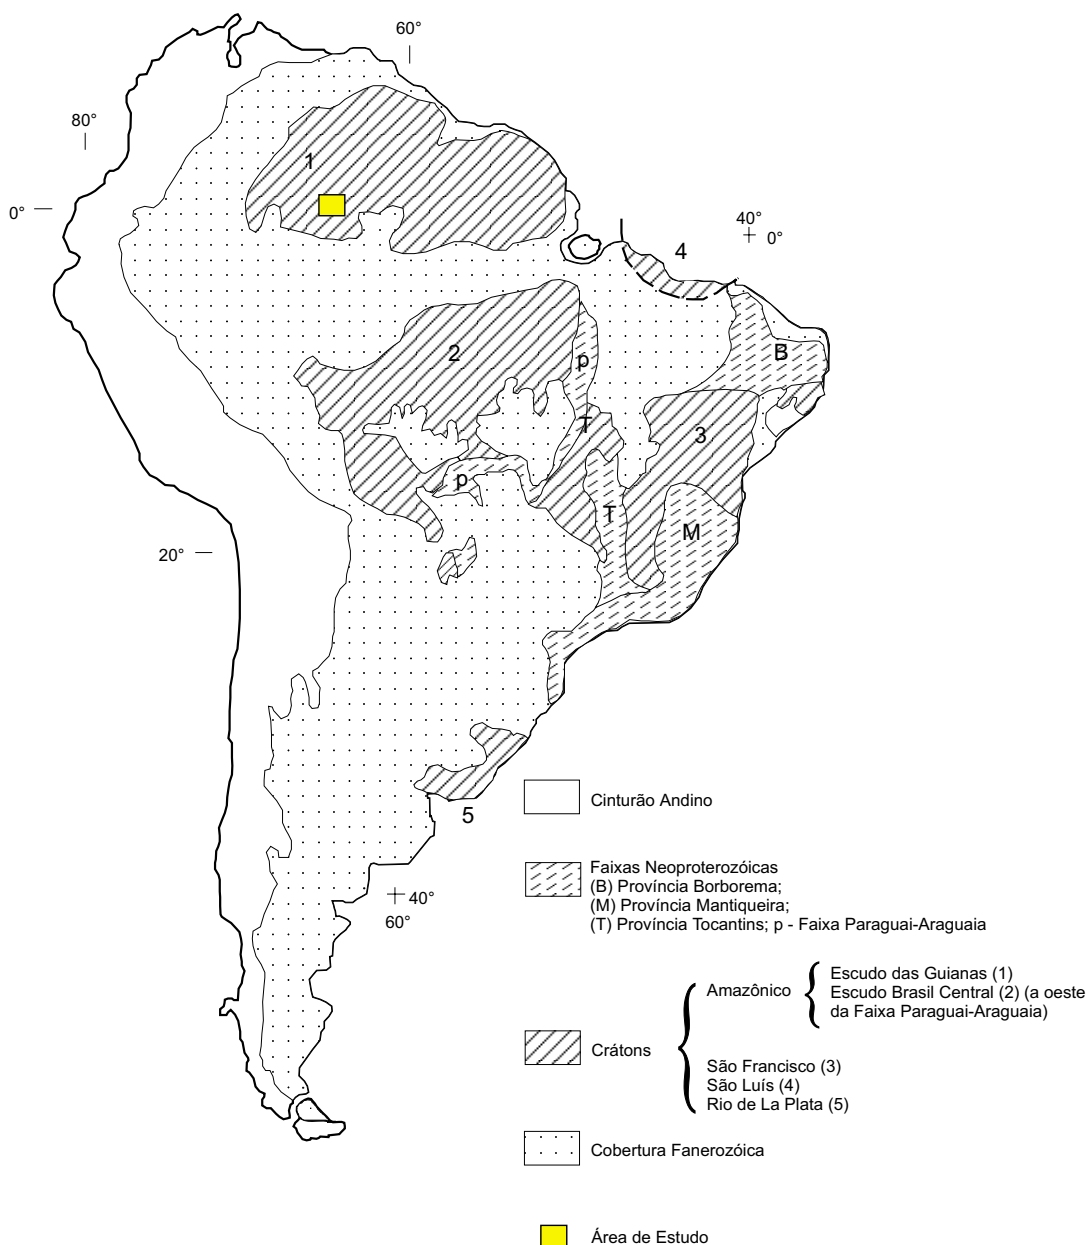 60°
80°
1
0°
40°
0°
4
2
p
B
T
3
p
T
M
20°
5
40°
60°
Cinturão Andino
Faixas Neoproterozóicas
(B) Província Borborema;
(M) Província Mantiqueira;
(T) Província Tocantins; p - Faixa Paraguai-Araguaia
Crátons
Amazônico
Escudo das Guianas (1)
Escudo Brasil Central (2) (a oeste
da Faixa Paraguai-Araguaia)
São Francisco (3)
São Luís (4)
Rio de La Plata (5)
Cobertura Fanerozóica
Área de Estudo